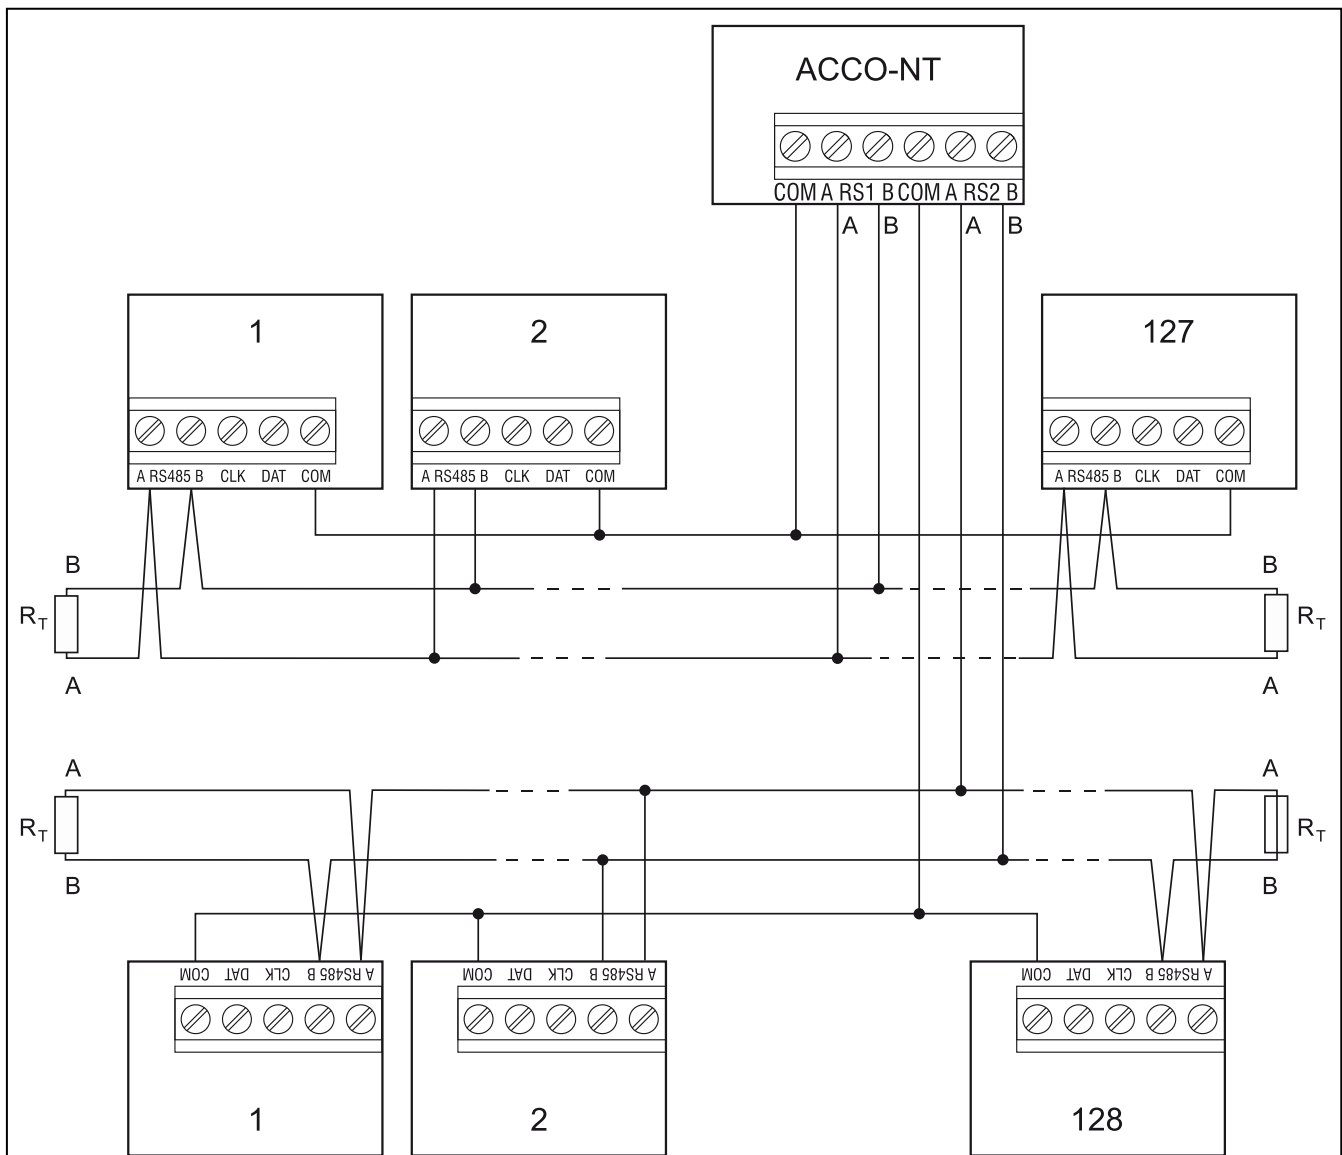 ACCO-NT
COM A RS1 B COM A RS2 B
A B A B
1
2
127
A RS485 B CLK DAT COM
A RS485 B CLK DAT COM
A RS485 B CLK DAT COM
B
B
RT
RT
A
A
A
A
RT
RT
B
B
COM DAT CLK B RS485 A
COM DAT CLK B RS485 A
COM DAT CLK B RS485 A
1
2
128